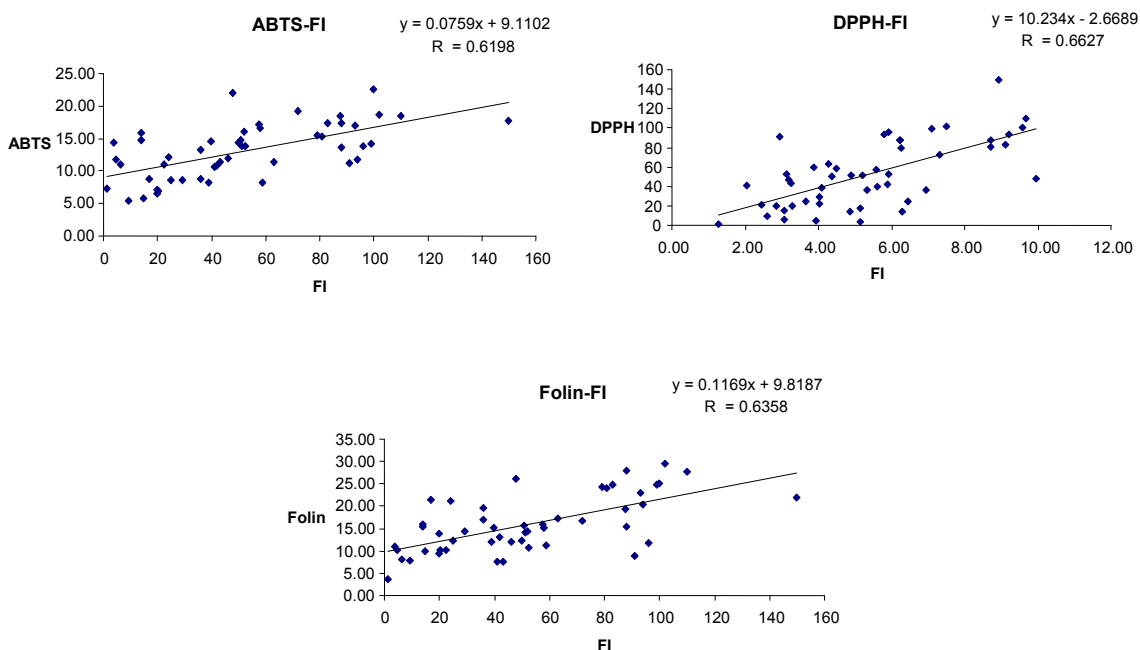 ABTS-FI
y = 0.0759x + 9.1102
R = 0.6198
25.00
20.00
15.00
10.00
5.00
0.00
ABTS
0 20 40 60 80 100 120 140 160
FI
DPPH-FI
y = 10.234x - 2.6689
R = 0.6627
160
140
120
100
80
60
40
20
0
DPPH
0.00 2.00 4.00 6.00 8.00 10.00 12.00
FI
Folin-FI
y = 0.1169x + 9.8187
R = 0.6358
35.00
30.00
25.00
20.00
15.00
10.00
5.00
0.00
Folin
0 20 40 60 80 100 120 140 160
FI